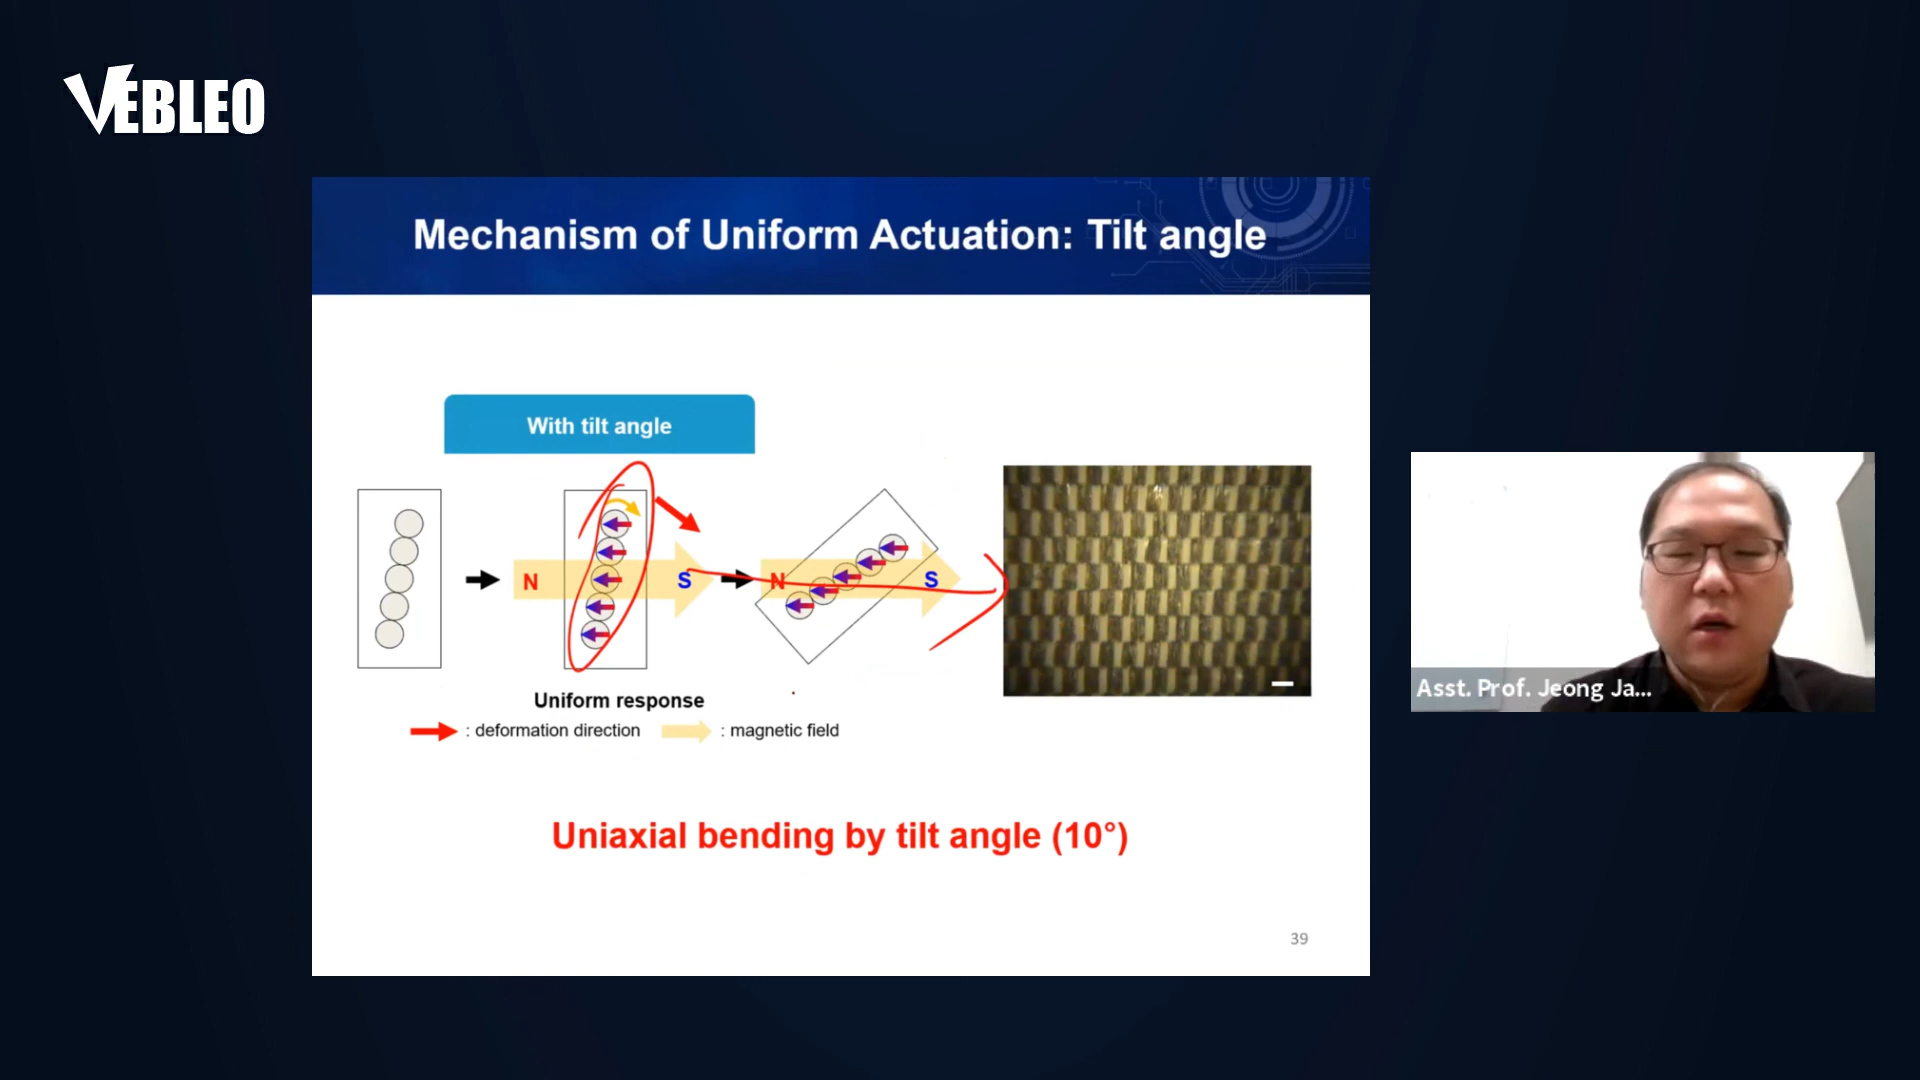 VEBLEO
Mechanism of Uniform Actuation: Tilt angle
With tilt angle
N
S
N
S
Uniform response
: deformation direction
: magnetic field
Uniaxial bending by tilt angle (10°)
39
Asst. Prof. Jeong Ja...